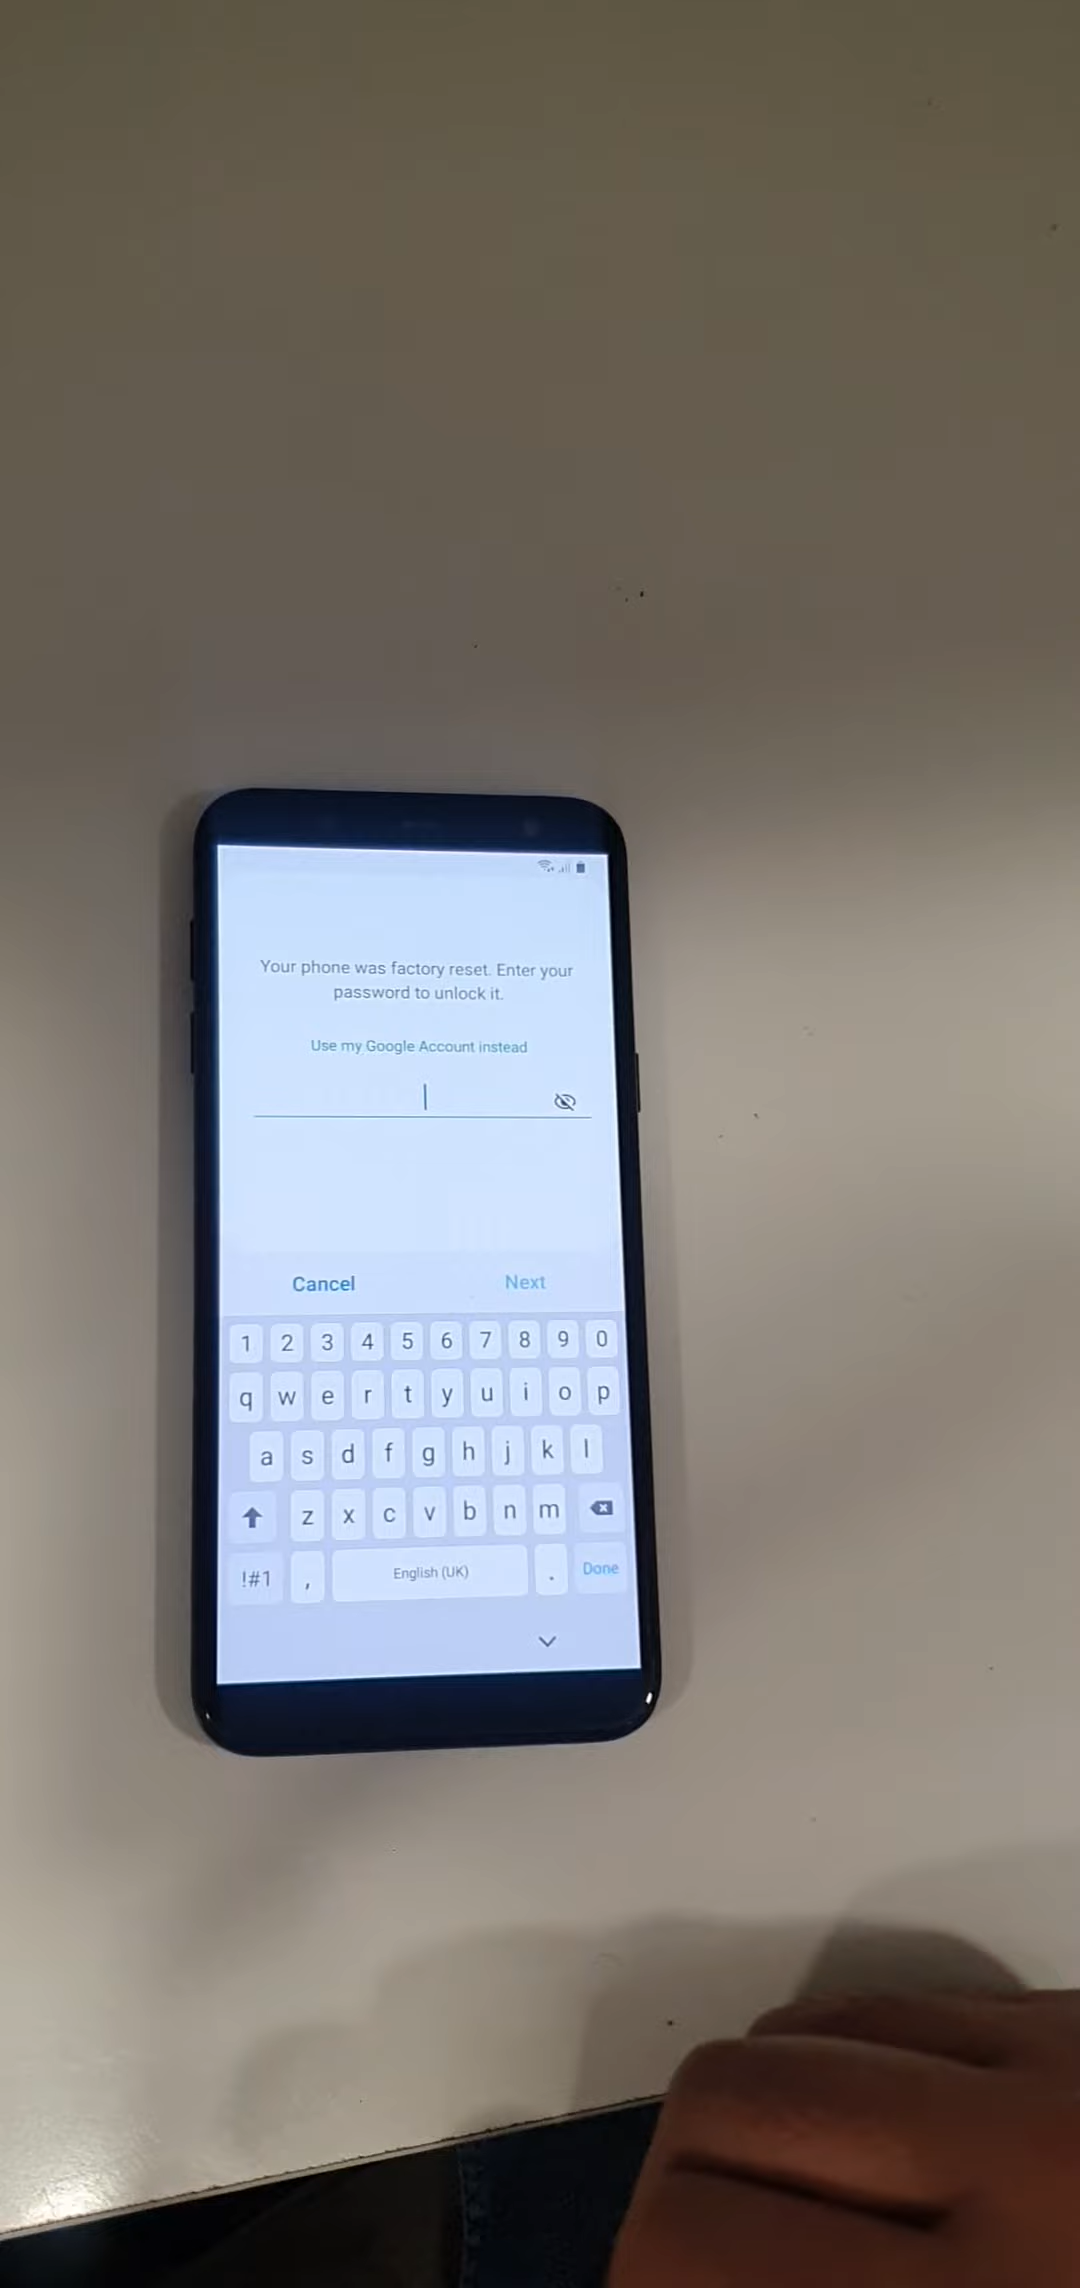 Your phone was factory reset. Enter your
password to unlock it.
Use my Google Account instead
Cancel Next
1 2 3 4 5 6 7 8 9 0
q w e r t y u i o p
a s d f g h j k l
z x c v b n m
!#1 , English (UK) . Done